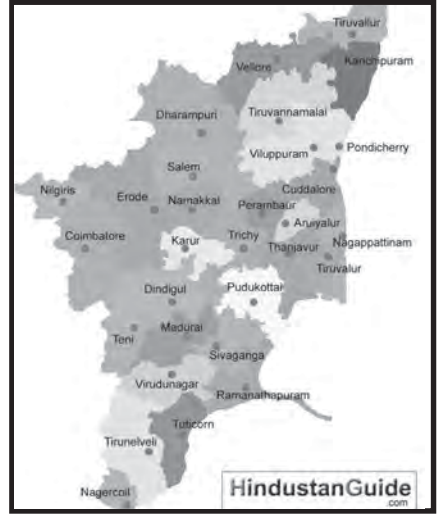 Tiruvallur
Vellore
Kanchipuram
Dharampuri
Tiruvannamalai
Viluppuram
Pondicherry
Salem
Cuddalore
Nilgiris
Erode
Namakkal
Perambaur
Aruiyalur
Coimbatore
Karur
Trichy
Thanjavur
Nagappattinam
Tiruvalur
Dindigul
Pudukottai
Teni
Madurai
Sivaganga
Virudunagar
Ramanathapuram
Tuticorn
Tirunelveli
Nagercoil
HindustanGuide
.com